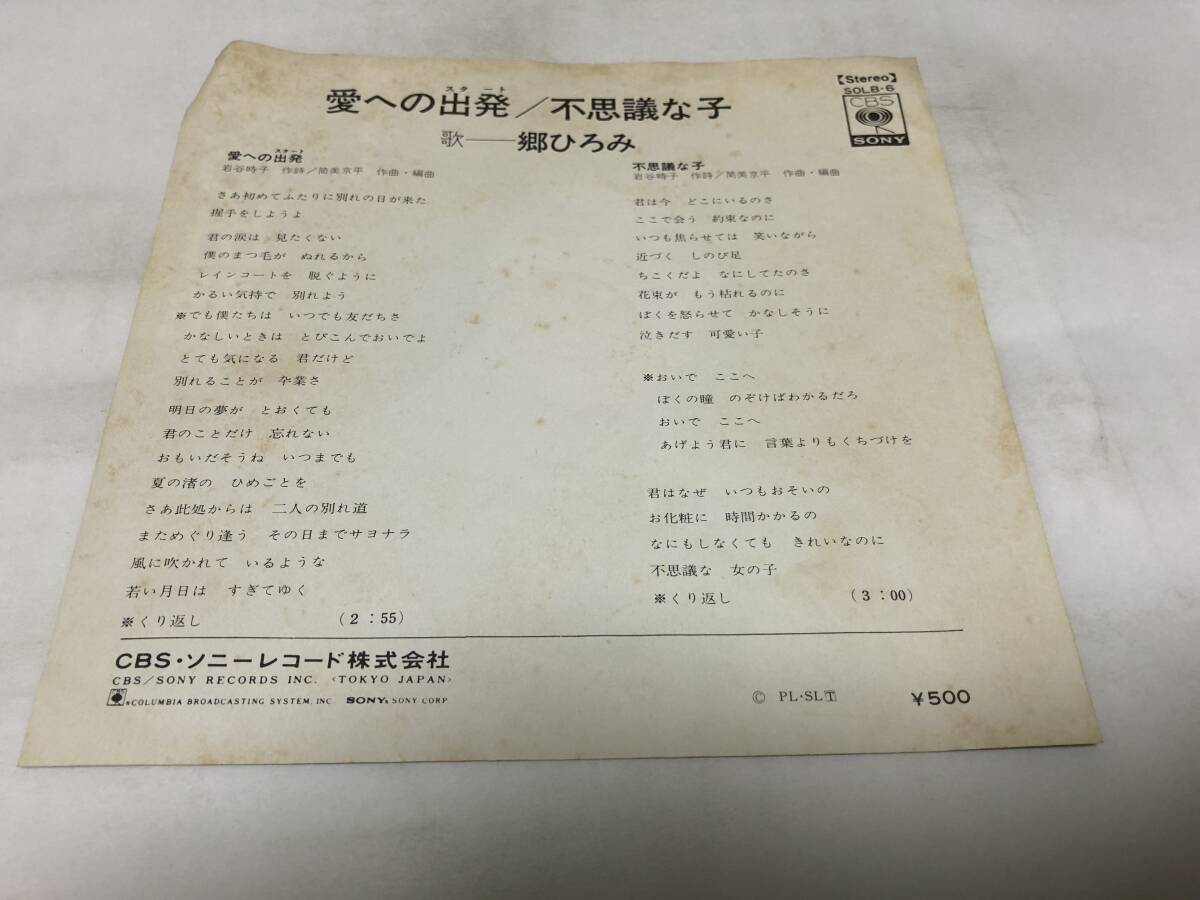 愛への出発／不思議な子
スタート
歌――郷ひろみ
【Stereo】
SOLB-6
CBS
SONY
愛への出発
スタート
岩谷時子　作詩／筒美京平　作曲・編曲
さあ初めてふたりに別れの日が来た
握手をしようよ
君の涙は　見たくない
僕のまつ毛が　ぬれるから
レインコートを　脱ぐように
かるい気持で　別れよう
※でも僕たちは　いつでも友だちさ
かなしいときは　とびこんでおいでよ
とても気になる　君だけど
別れることが　卒業さ
明日の夢が　とおくても
君のことだけ　忘れない
おもいだそうね　いつまでも
夏の渚の　ひめごとを
さあ此処からは　二人の別れ道
まためぐり逢う　その日までサヨナラ
風に吹かれて　いるような
若い月日は　すぎてゆく
※くり返し　（2：55）
不思議な子
岩谷時子　作詩／筒美京平　作曲・編曲
君は今　どこにいるのさ
ここで会う　約束なのに
いつも焦らせては　笑いながら
近づく　しのび足
ちこくだよ　なにしてたのさ
花束が　もう枯れるのに
ぼくを怒らせて　かなしそうに
泣きだす　可愛い子
※おいで　ここへ
ぼくの瞳　のぞけばわかるだろ
おいで　ここへ
あげよう君に　言葉よりもくちづけを
君はなぜ　いつもおそいの
お化粧に　時間かかるの
なにもしなくても　きれいなのに
不思議な　女の子
※くり返し　（3：00）
CBS・ソニーレコード株式会社
CBS/SONY RECORDS INC.〈TOKYO JAPAN〉
®COLUMBIA BROADCASTING SYSTEM, INC　SONY® SONY CORP
© PL・SL🅃
¥500